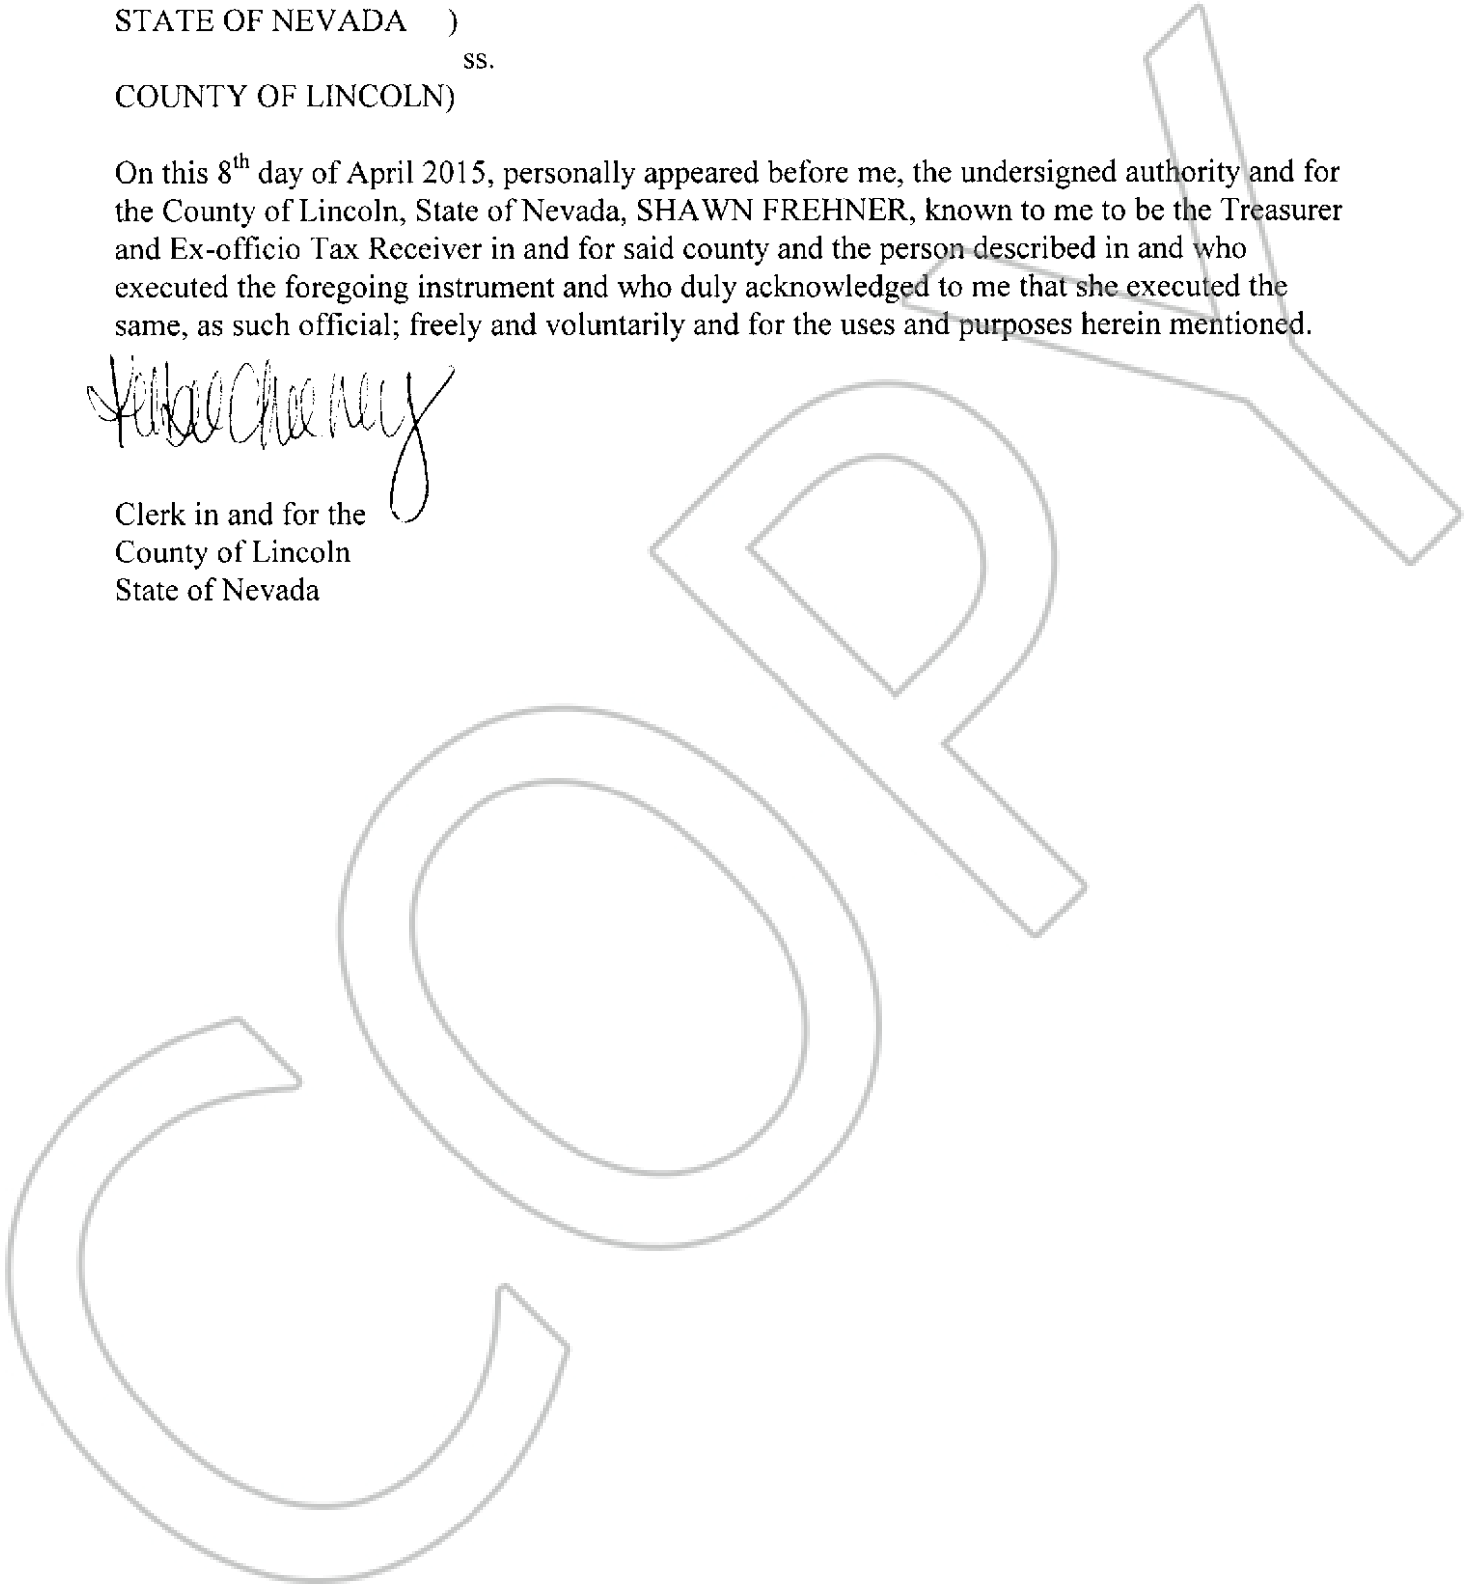 STATE OF NEVADA )
ss.
COUNTY OF LINCOLN)
On this 8th day of April 2015, personally appeared before me, the undersigned authority and for
the County of Lincoln, State of Nevada, SHAWN FREHNER, known to me to be the Treasurer
and Ex-officio Tax Receiver in and for said county and the person described in and who
executed the foregoing instrument and who duly acknowledged to me that she executed the
same, as such official; freely and voluntarily and for the uses and purposes herein mentioned.
Clerk in and for the
County of Lincoln
State of Nevada
COPY